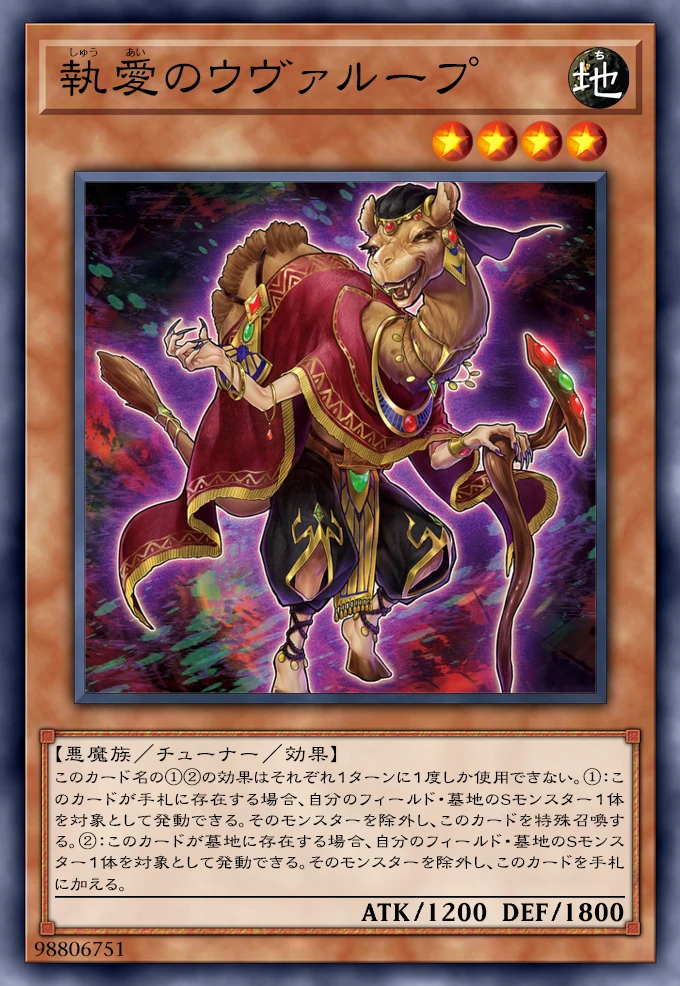 しゅう あい
執愛のウヴァループ
ち
地
【悪魔族／チューナー／効果】
このカード名の①②の効果はそれぞれ1ターンに1度しか使用できない。①：こ
のカードが手札に存在する場合、自分のフィールド・墓地のSモンスター1体
を対象として発動できる。そのモンスターを除外し、このカードを特殊召喚す
る。②：このカードが墓地に存在する場合、自分のフィールド・墓地のSモンス
ター1体を対象として発動できる。そのモンスターを除外し、このカードを手札
に加える。
ATK/1200 DEF/1800
98806751